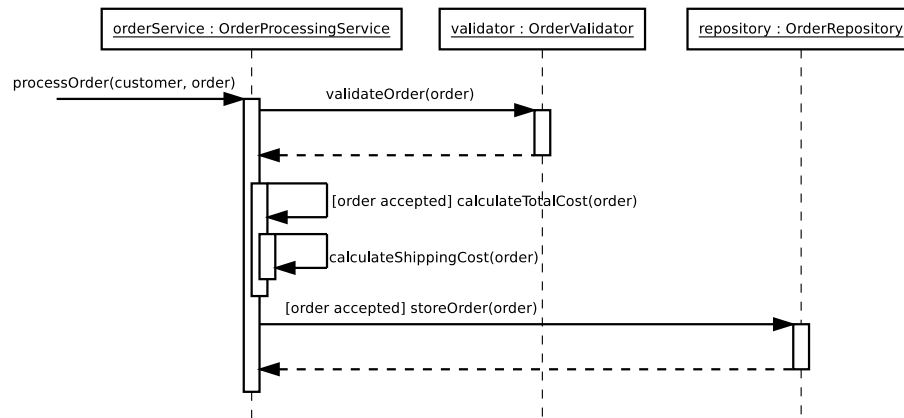 orderService : OrderProcessingService
validator : OrderValidator
repository : OrderRepository
processOrder(customer, order)
validateOrder(order)
[order accepted] calculateTotalCost(order)
calculateShippingCost(order)
[order accepted] storeOrder(order)